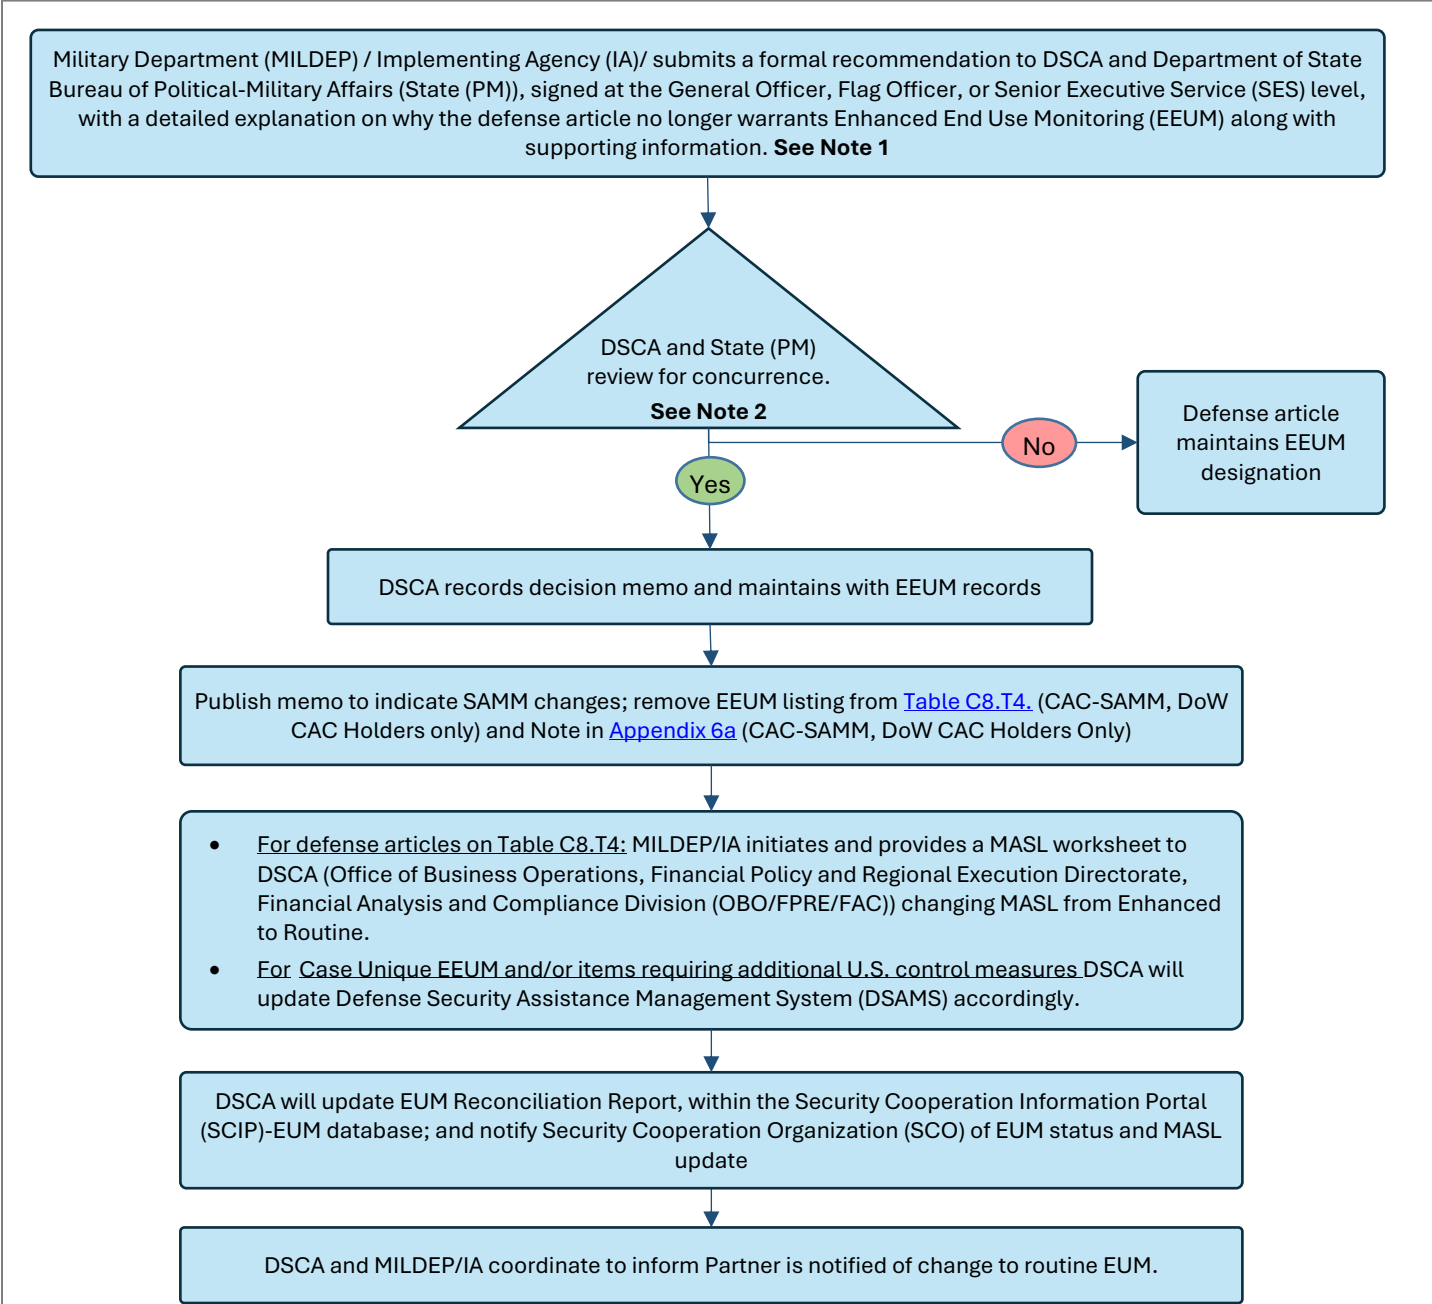 Military Department (MILDEP) / Implementing Agency (IA)/ submits a formal recommendation to DSCA and Department of State
Bureau of Political-Military Affairs (State (PM)), signed at the General Officer, Flag Officer, or Senior Executive Service (SES) level,
with a detailed explanation on why the defense article no longer warrants Enhanced End Use Monitoring (EEUM) along with
supporting information. See Note 1
DSCA and State (PM)
review for concurrence.
See Note 2
No
Defense article
maintains EEUM
designation
Yes
DSCA records decision memo and maintains with EEUM records
Publish memo to indicate SAMM changes; remove EEUM listing from Table C8.T4. (CAC-SAMM, DoW
CAC Holders only) and Note in Appendix 6a (CAC-SAMM, DoW CAC Holders Only)
• For defense articles on Table C8.T4: MILDEP/IA initiates and provides a MASL worksheet to
DSCA (Office of Business Operations, Financial Policy and Regional Execution Directorate,
Financial Analysis and Compliance Division (OBO/FPRE/FAC)) changing MASL from Enhanced
to Routine.
• For Case Unique EEUM and/or items requiring additional U.S. control measures DSCA will
update Defense Security Assistance Management System (DSAMS) accordingly.
DSCA will update EUM Reconciliation Report, within the Security Cooperation Information Portal
(SCIP)-EUM database; and notify Security Cooperation Organization (SCO) of EUM status and MASL
update
DSCA and MILDEP/IA coordinate to inform Partner is notified of change to routine EUM.